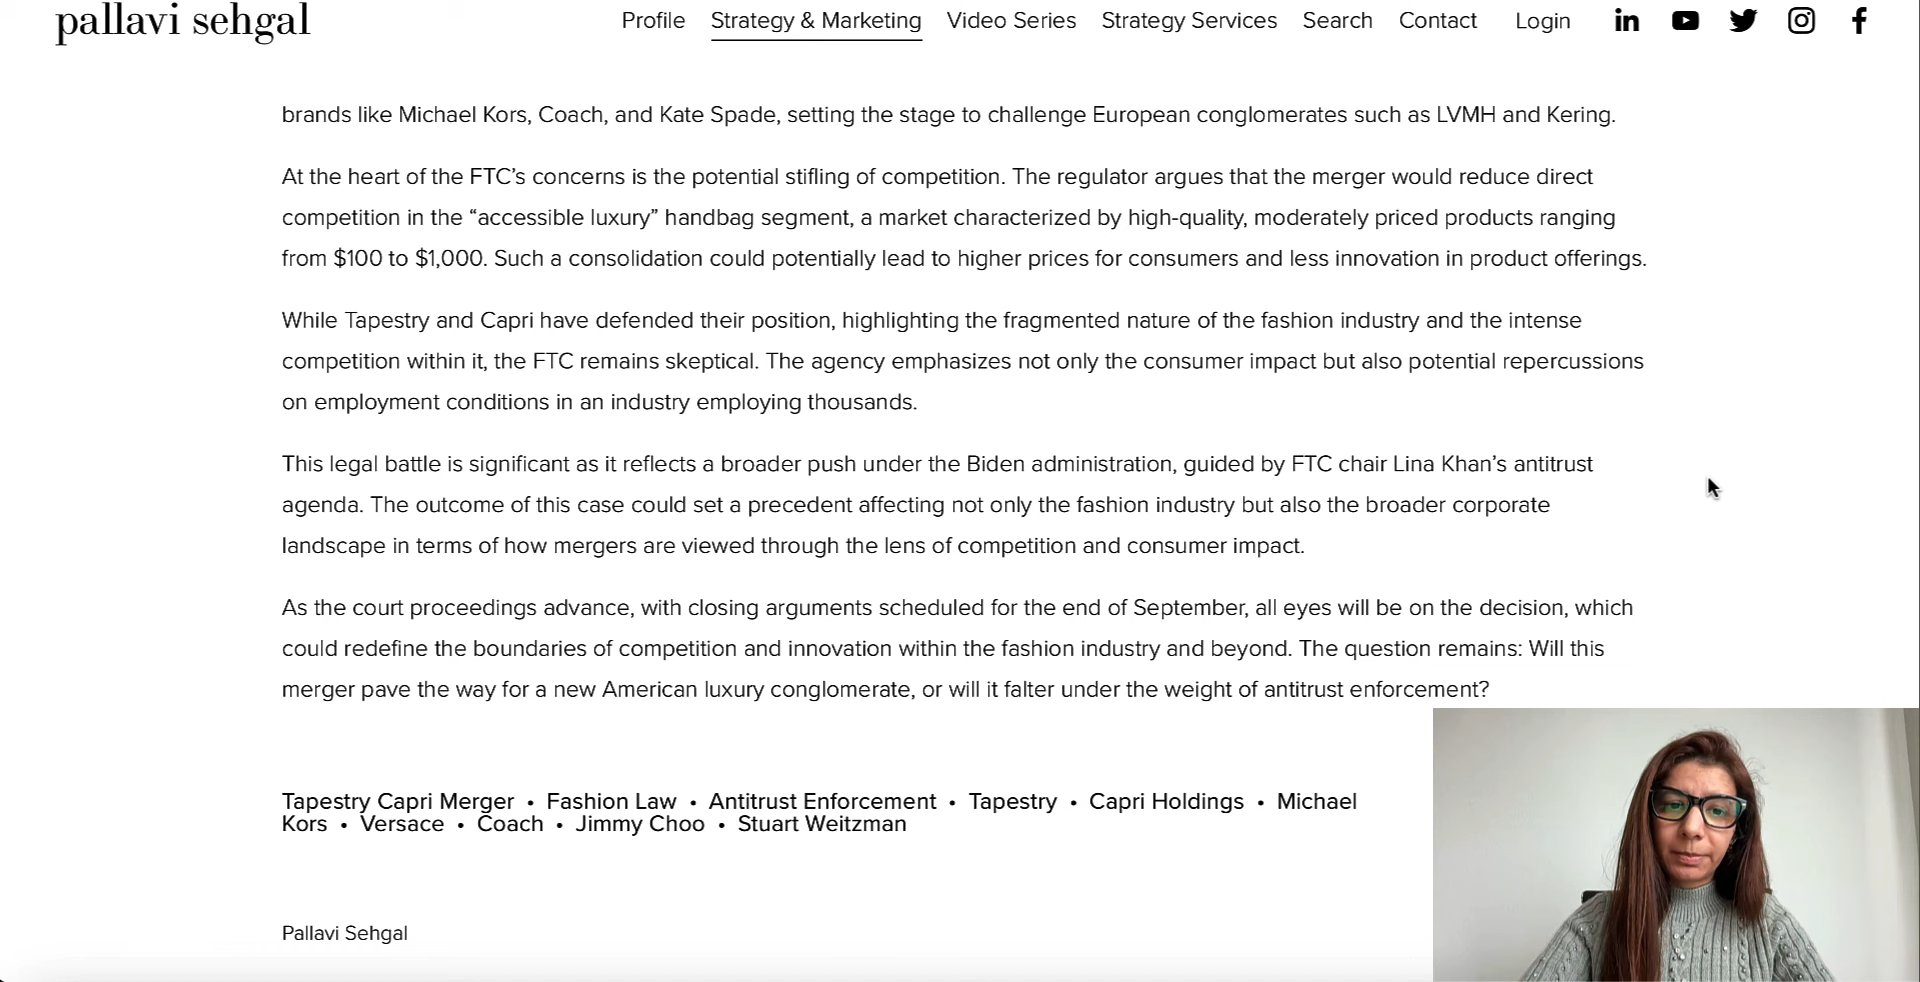 pallavi sehgal
Profile Strategy & Marketing Video Series Strategy Services Search Contact Login
brands like Michael Kors, Coach, and Kate Spade, setting the stage to challenge European conglomerates such as LVMH and Kering.
At the heart of the FTC’s concerns is the potential stifling of competition. The regulator argues that the merger would reduce direct
competition in the “accessible luxury” handbag segment, a market characterized by high-quality, moderately priced products ranging
from $100 to $1,000. Such a consolidation could potentially lead to higher prices for consumers and less innovation in product offerings.
While Tapestry and Capri have defended their position, highlighting the fragmented nature of the fashion industry and the intense
competition within it, the FTC remains skeptical. The agency emphasizes not only the consumer impact but also potential repercussions
on employment conditions in an industry employing thousands.
This legal battle is significant as it reflects a broader push under the Biden administration, guided by FTC chair Lina Khan’s antitrust
agenda. The outcome of this case could set a precedent affecting not only the fashion industry but also the broader corporate
landscape in terms of how mergers are viewed through the lens of competition and consumer impact.
As the court proceedings advance, with closing arguments scheduled for the end of September, all eyes will be on the decision, which
could redefine the boundaries of competition and innovation within the fashion industry and beyond. The question remains: Will this
merger pave the way for a new American luxury conglomerate, or will it falter under the weight of antitrust enforcement?
Tapestry Capri Merger • Fashion Law • Antitrust Enforcement • Tapestry • Capri Holdings • Michael
Kors • Versace • Coach • Jimmy Choo • Stuart Weitzman
Pallavi Sehgal